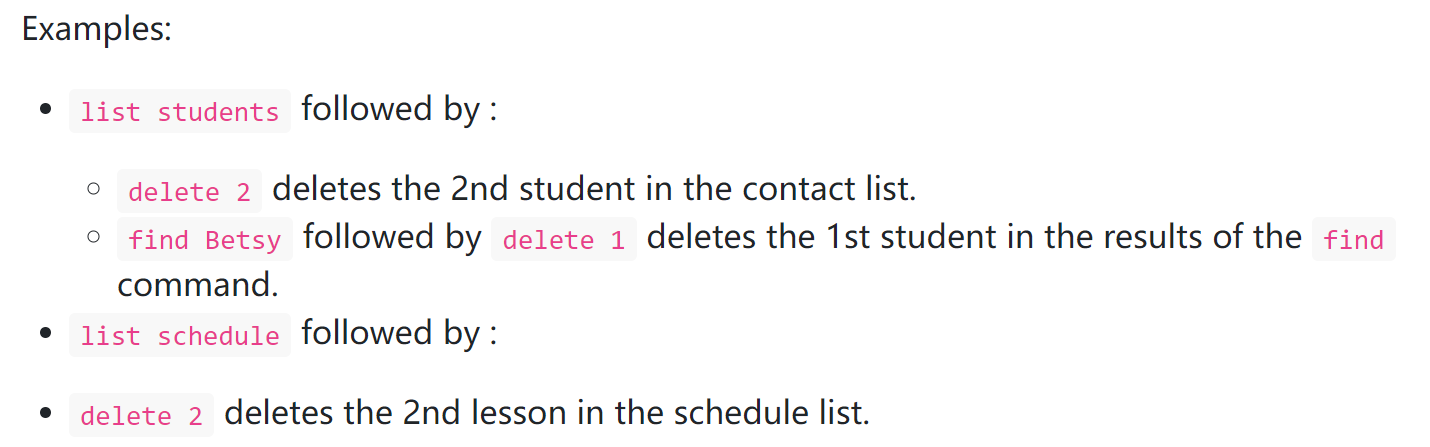 Examples:
• list students followed by :
○ delete 2 deletes the 2nd student in the contact list.
○ find Betsy followed by delete 1 deletes the 1st student in the results of the find
command.
• list schedule followed by :
• delete 2 deletes the 2nd lesson in the schedule list.